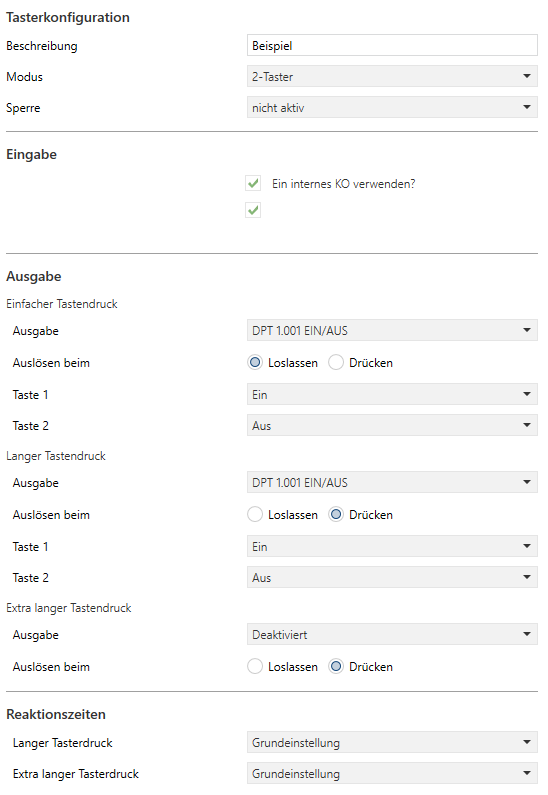 Tasterkonfiguration
Beschreibung Beispiel
Modus 2-Taster
Sperre nicht aktiv
Eingabe
Ein internes KO verwenden?
Ausgabe
Einfacher Tastendruck
Ausgabe DPT 1.001 EIN/AUS
Auslösen beim Loslassen Drücken
Taste 1 Ein
Taste 2 Aus
Langer Tastendruck
Ausgabe DPT 1.001 EIN/AUS
Auslösen beim Loslassen Drücken
Taste 1 Ein
Taste 2 Aus
Extra langer Tastendruck
Ausgabe Deaktiviert
Auslösen beim Loslassen Drücken
Reaktionszeiten
Langer Tasterdruck Grundeinstellung
Extra langer Tasterdruck Grundeinstellung